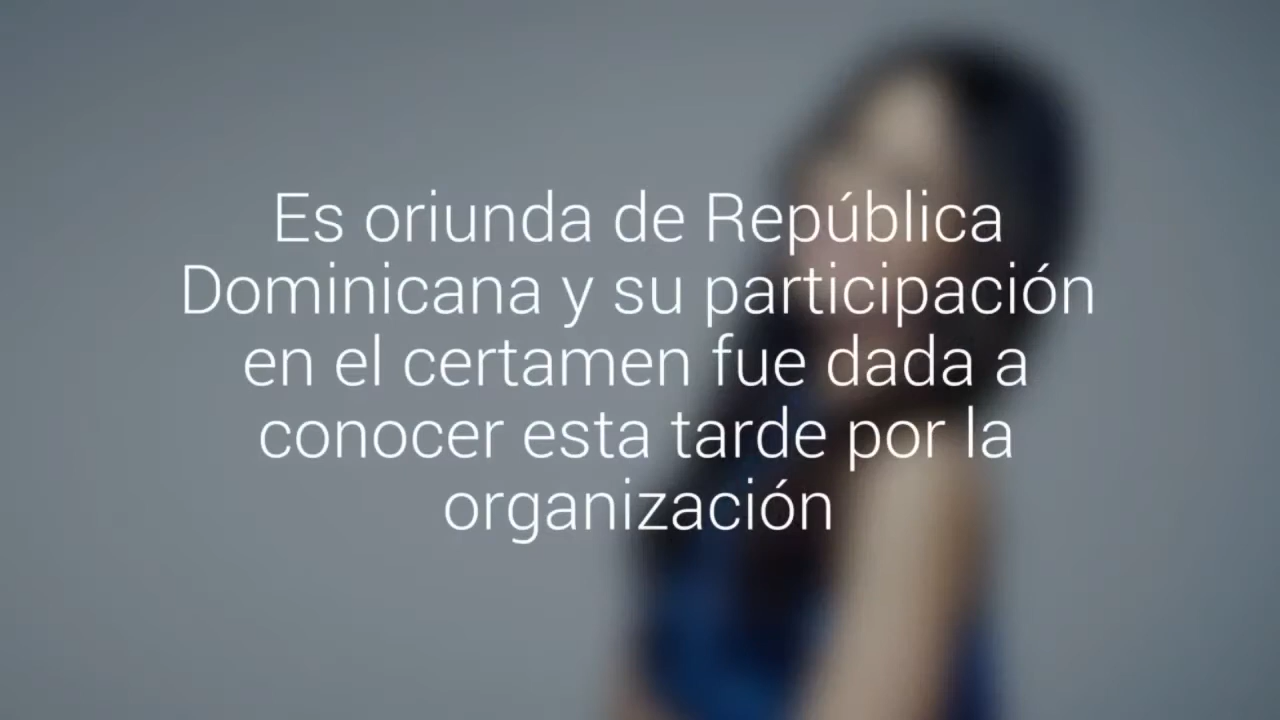 Es oriunda de República
Dominicana y su participación
en el certamen fue dada a
conocer esta tarde por la
organización